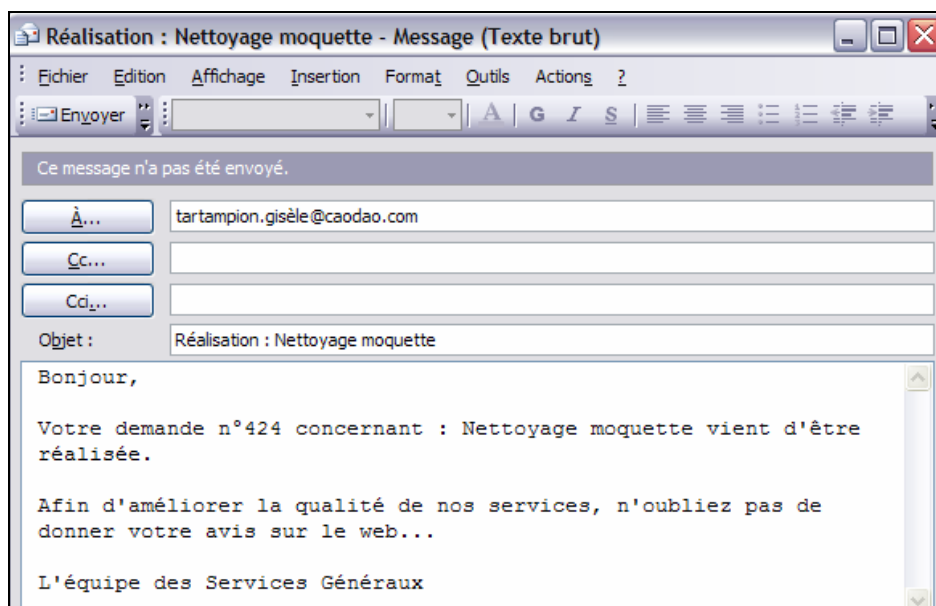 Réalisation : Nettoyage moquette - Message (Texte brut)
Fichier Edition Affichage Insertion Format Outils Actions ?
Envoyer A G I S
Ce message n'a pas été envoyé.
À... tartampion.gisèle@caodao.com
Cc...
Cci...
Objet : Réalisation : Nettoyage moquette
Bonjour,
Votre demande n°424 concernant : Nettoyage moquette vient d'être
réalisée.
Afin d'améliorer la qualité de nos services, n'oubliez pas de
donner votre avis sur le web...
L'équipe des Services Généraux